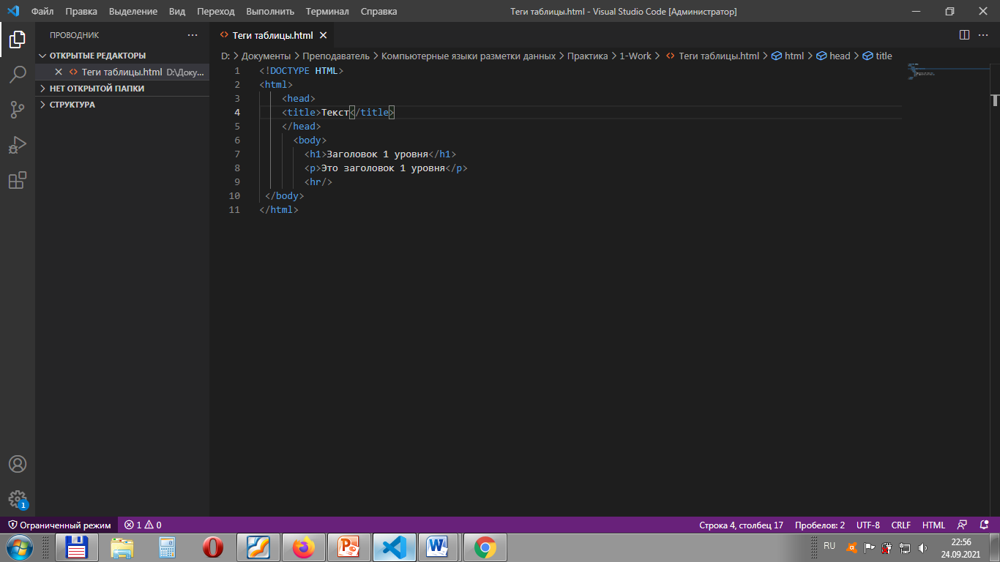 Файл Правка Выделение Вид Переход Выполнить Терминал Справка Теги таблицы.html - Visual Studio Code [Администратор]
ПРОВОДНИК
ОТКРЫТЫЕ РЕДАКТОРЫ
Теги таблицы.html D:\Доку...
НЕТ ОТКРЫТОЙ ПАПКИ
СТРУКТУРА
Теги таблицы.html
D: > Документы > Преподаватель > Компьютерные языки разметки данных > Практика > 1-Work > Теги таблицы.html > html > head > title
1 <!DOCTYPE HTML>
2 <html>
3 <head>
4 <title>Текст</title>
5 </head>
6 <body>
7 <h1>Заголовок 1 уровня</h1>
8 <p>Это заголовок 1 уровня</p>
9 <hr/>
10 </body>
11 </html>
1
Ограниченный режим 1 0 Строка 4, столбец 17 Пробелов: 2 UTF-8 CRLF HTML
RU 22:56
24.09.2021